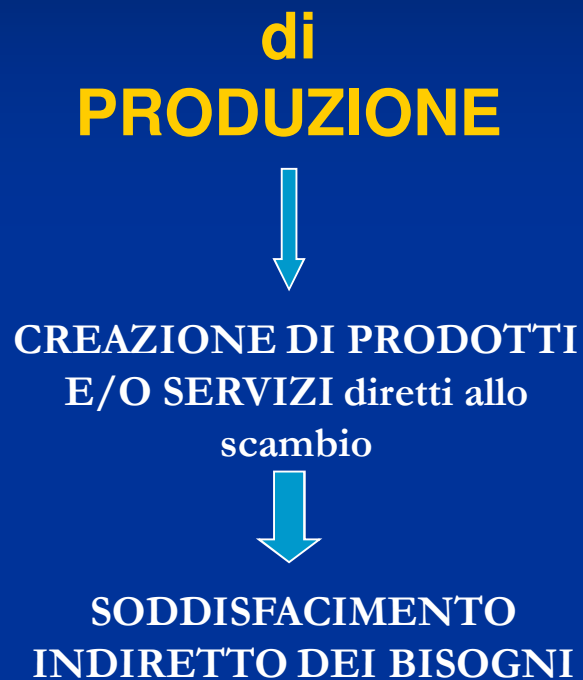 di
PRODUZIONE
CREAZIONE DI PRODOTTI
E/O SERVIZI diretti allo
scambio
SODDISFACIMENTO
INDIRETTO DEI BISOGNI